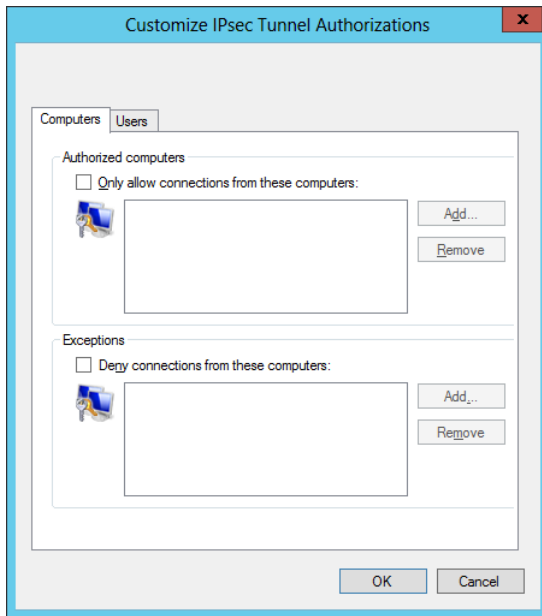 Customize IPsec Tunnel Authorizations
x
Computers
Users
Authorized computers
Only allow connections from these computers:
Add...
Remove
Exceptions
Deny connections from these computers:
Add...
Remove
OK
Cancel